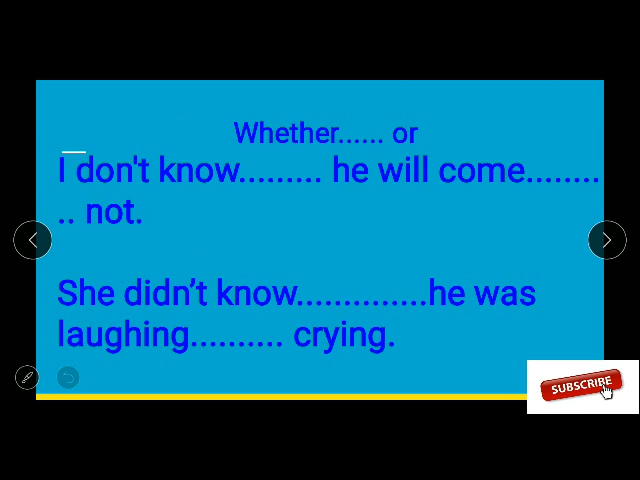 Whether...... or
I don't know......... he will come........
.. not.
She didn’t know..............he was
laughing.......... crying.
SUBSCRIBE